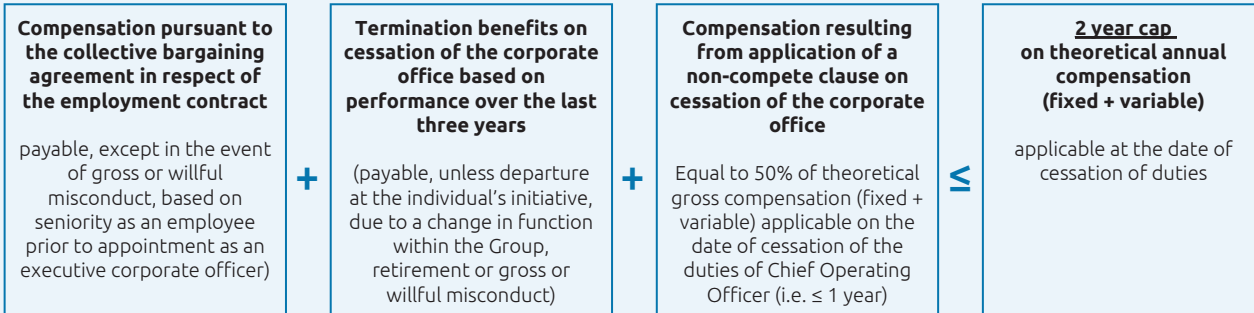 Compensation pursuant to
the collective bargaining
agreement in respect of
the employment contract
payable, except in the event
of gross or willful
misconduct, based on
seniority as an employee
prior to appointment as an
executive corporate officer)
+
Termination benefits on
cessation of the corporate
office based on
performance over the last
three years
(payable, unless departure
at the individual’s initiative,
due to a change in function
within the Group,
retirement or gross or
willful misconduct)
+
Compensation resulting
from application of a
non-compete clause on
cessation of the corporate
office
Equal to 50% of theoretical
gross compensation (fixed +
variable) applicable on the
date of cessation of the
duties of Chief Operating
Officer (i.e. ≤ 1 year)
≤
2 year cap
on theoretical annual
compensation
(fixed + variable)
applicable at the date of
cessation of duties